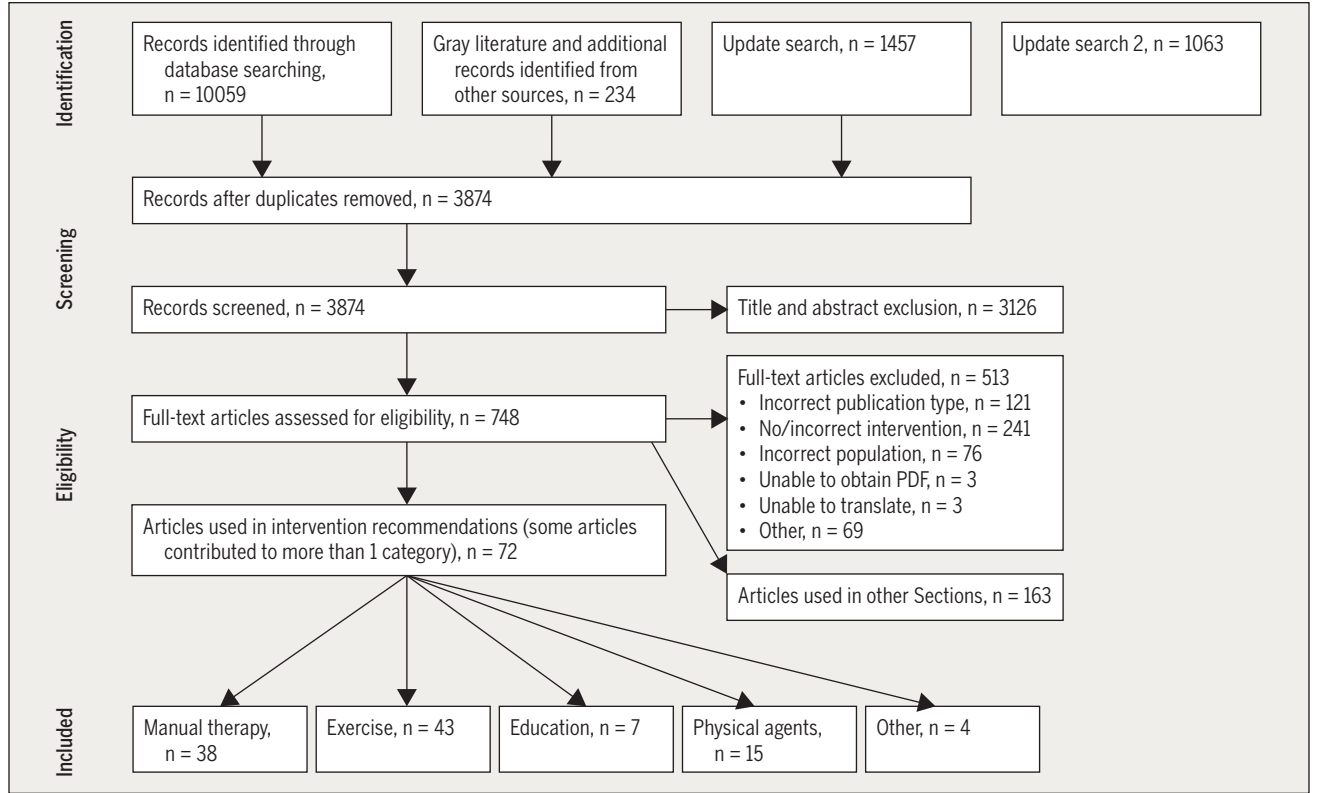 Identification
Records identified through
database searching,
n = 10059
Gray literature and additional
records identified from
other sources, n = 234
Update search, n = 1457
Update search 2, n = 1063
Records after duplicates removed, n = 3874
Screening
Records screened, n = 3874
Title and abstract exclusion, n = 3126
Eligibility
Full-text articles assessed for eligibility, n = 748
Full-text articles excluded, n = 513
• Incorrect publication type, n = 121
• No/incorrect intervention, n = 241
• Incorrect population, n = 76
• Unable to obtain PDF, n = 3
• Unable to translate, n = 3
• Other, n = 69
Articles used in intervention recommendations (some articles
contributed to more than 1 category), n = 72
Articles used in other Sections, n = 163
Included
Manual therapy,
n = 38
Exercise, n = 43
Education, n = 7
Physical agents,
n = 15
Other, n = 4